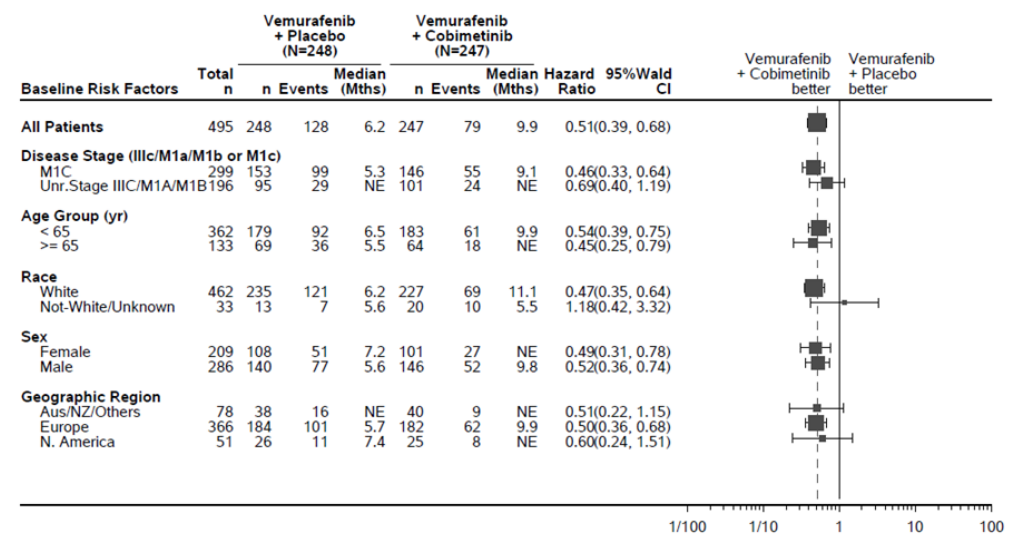 Vemurafenib + Placebo (N=248) Vemurafenib + Cobimetinib (N=247)
Vemurafenib + Cobimetinib better Vemurafenib + Placebo better
Baseline Risk Factors Total n n Events Median (Mths) n Events Median (Mths) Hazard Ratio 95%Wald CI
All Patients 495 248 128 6.2 247 79 9.9 0.51(0.39, 0.68)
Disease Stage (IIIc/M1a/M1b or M1c)
M1C 299 153 99 5.3 146 55 9.1 0.46(0.33, 0.64)
Unr.Stage IIIC/M1A/M1B196 95 29 NE 101 24 NE 0.69(0.40, 1.19)
Age Group (yr)
< 65 362 179 92 6.5 183 61 9.9 0.54(0.39, 0.75)
>= 65 133 69 36 5.5 64 18 NE 0.45(0.25, 0.79)
Race
White 462 235 121 6.2 227 69 11.1 0.47(0.35, 0.64)
Not-White/Unknown 33 13 7 5.6 20 10 5.5 1.18(0.42, 3.32)
Sex
Female 209 108 51 7.2 101 27 NE 0.49(0.31, 0.78)
Male 286 140 77 5.6 146 52 9.8 0.52(0.36, 0.74)
Geographic Region
Aus/NZ/Others 78 38 16 NE 40 9 NE 0.51(0.22, 1.15)
Europe 366 184 101 5.7 182 62 9.9 0.50(0.36, 0.68)
N. America 51 26 11 7.4 25 8 NE 0.60(0.24, 1.51)
1/100 1/10 1 10 100